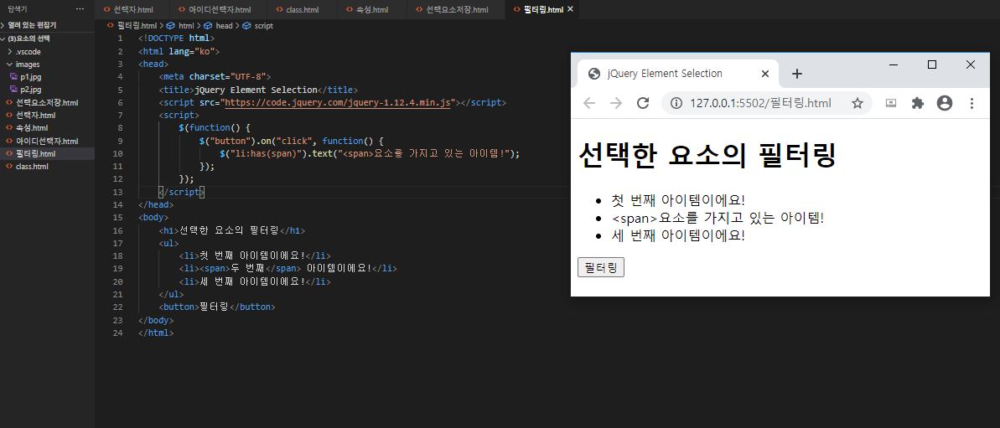 탐색기 ···
열려 있는 편집기
(3)요소의 선택
.vscode
images
p1.jpg
p2.jpg
선택요소저장.html
선택자.html
속성.html
아이디선택자.html
필터링.html
class.html
선택자.html 아이디선택자.html class.html 속성.html 선택요소저장.html 필터링.html
필터링.html > html > head > script
1 <!DOCTYPE html>
2 <html lang="ko">
3 <head>
4 <meta charset="UTF-8">
5 <title>jQuery Element Selection</title>
6 <script src="https://code.jquery.com/jquery-1.12.4.min.js"></script>
7 <script>
8 $(function() {
9 $("button").on("click", function() {
10 $("li:has(span)").text("<span>요소를 가지고 있는 아이템!");
11 });
12 });
13 </script>
14 </head>
15 <body>
16 <h1>선택한 요소의 필터링</h1>
17 <ul>
18 <li>첫 번째 아이템이에요!</li>
19 <li><span>두 번째</span> 아이템이에요!</li>
20 <li>세 번째 아이템이에요!</li>
21 </ul>
22 <button>필터링</button>
23 </body>
24 </html>
jQuery Element Selection
127.0.0.1:5502/필터링.html
선택한 요소의 필터링
• 첫 번째 아이템이에요!
• <span>요소를 가지고 있는 아이템!
• 세 번째 아이템이에요!
필터링